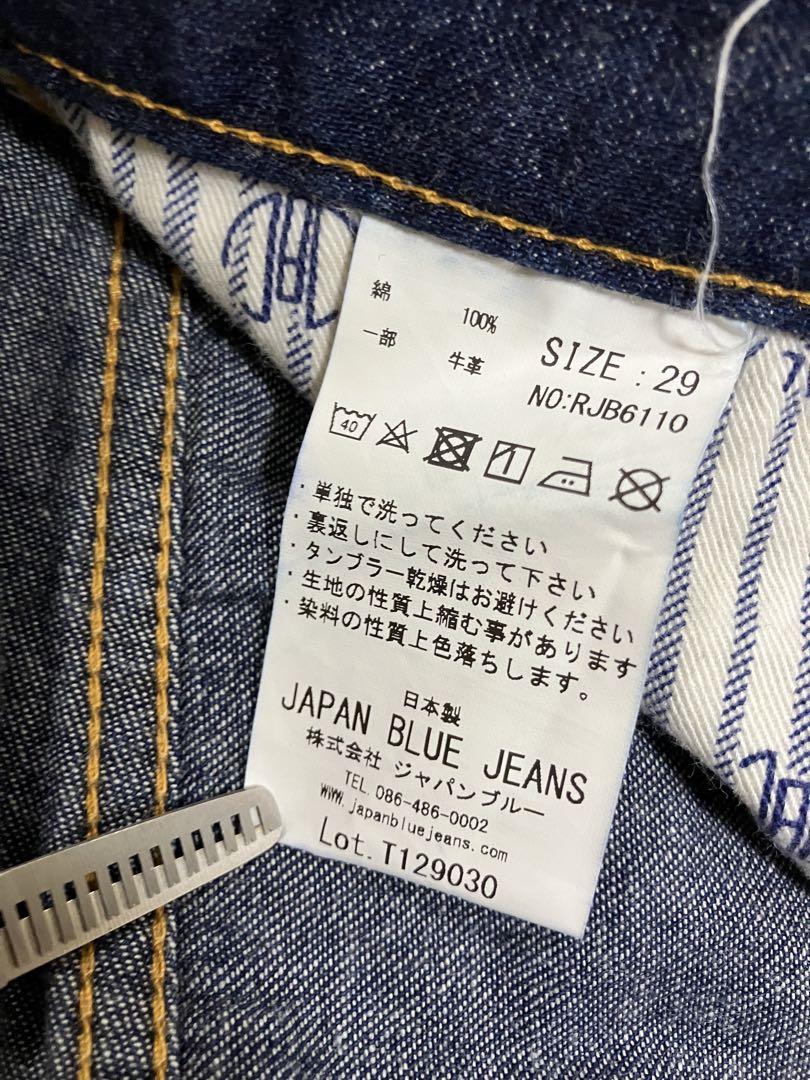 綿 100%
一部 牛革
SIZE : 29
NO:RJB6110
40
1
・単独で洗ってください
・裏返しにして洗って下さい
・タンブラー乾燥はお避けください
・生地の性質上縮む事があります
・染料の性質上色落ちします。
日本製
JAPAN BLUE JEANS
株式会社 ジャパンブルー
TEL. 086-486-0002
www.japanbluejeans.com
Lot. T129030